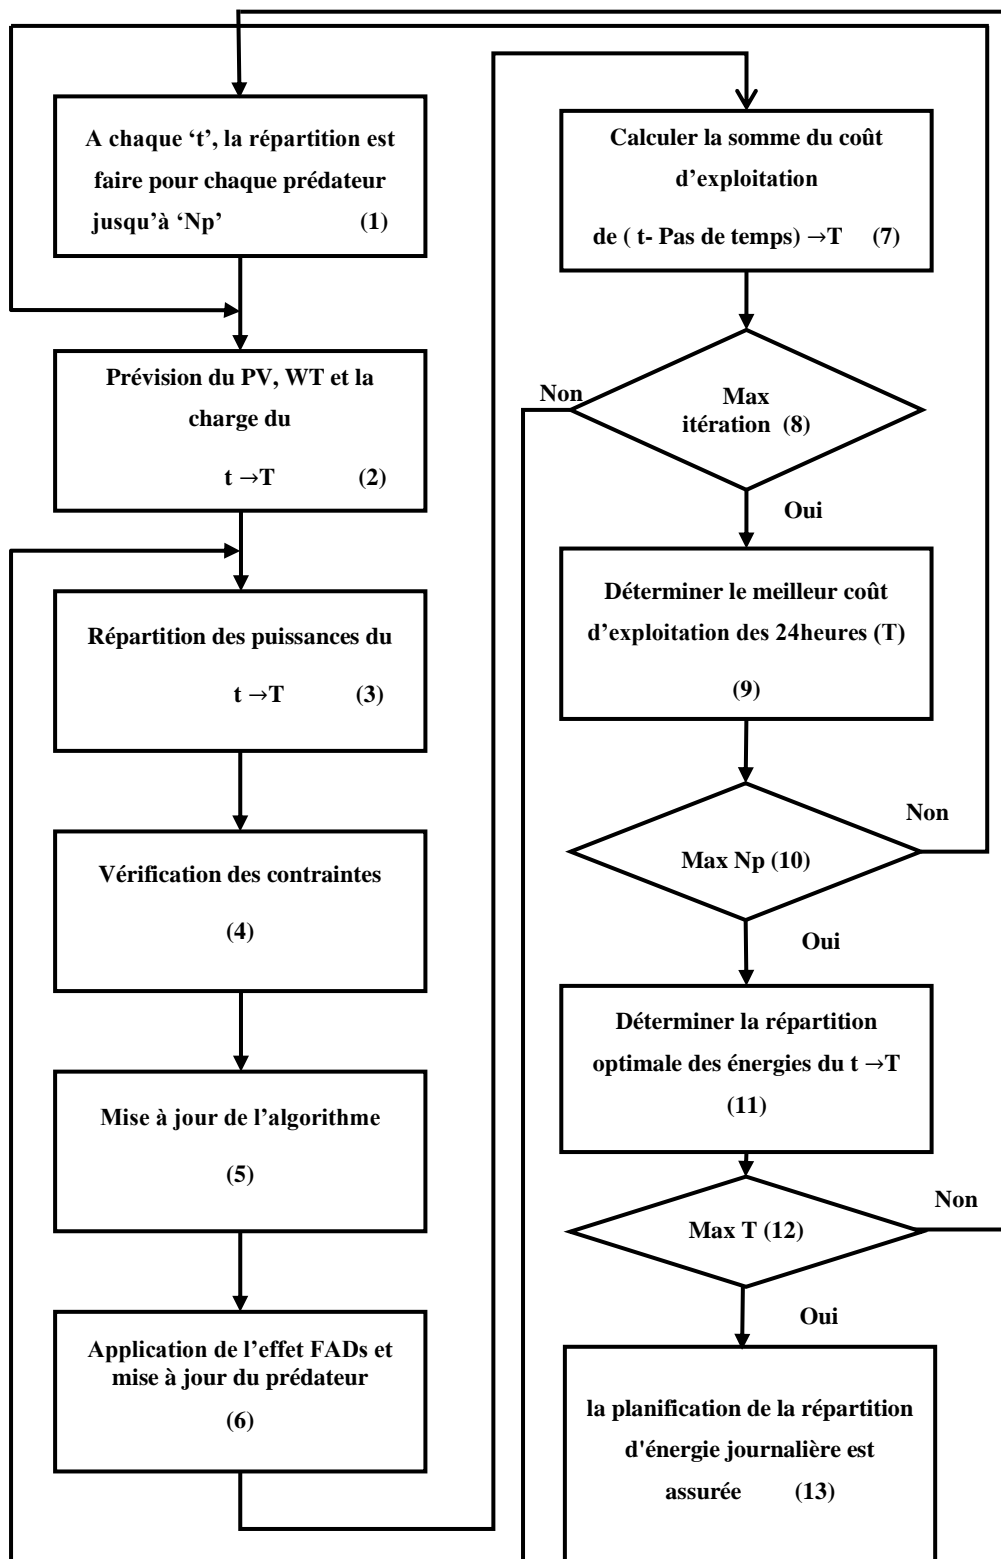 A chaque ‘t’, la répartition est
faire pour chaque prédateur
jusqu’à ‘Np’ (1)
Prévision du PV, WT et la
charge du
t →T (2)
Répartition des puissances du
t →T (3)
Vérification des contraintes
(4)
Mise à jour de l’algorithme
(5)
Application de l’effet FADs et
mise à jour du prédateur
(6)
Calculer la somme du coût
d’exploitation
de ( t- Pas de temps) →T (7)
Non
Max
itération (8)
Oui
Déterminer le meilleur coût
d’exploitation des 24heures (T)
(9)
Non
Max Np (10)
Oui
Déterminer la répartition
optimale des énergies du t →T
(11)
Non
Max T (12)
Oui
la planification de la répartition
d'énergie journalière est
assurée (13)